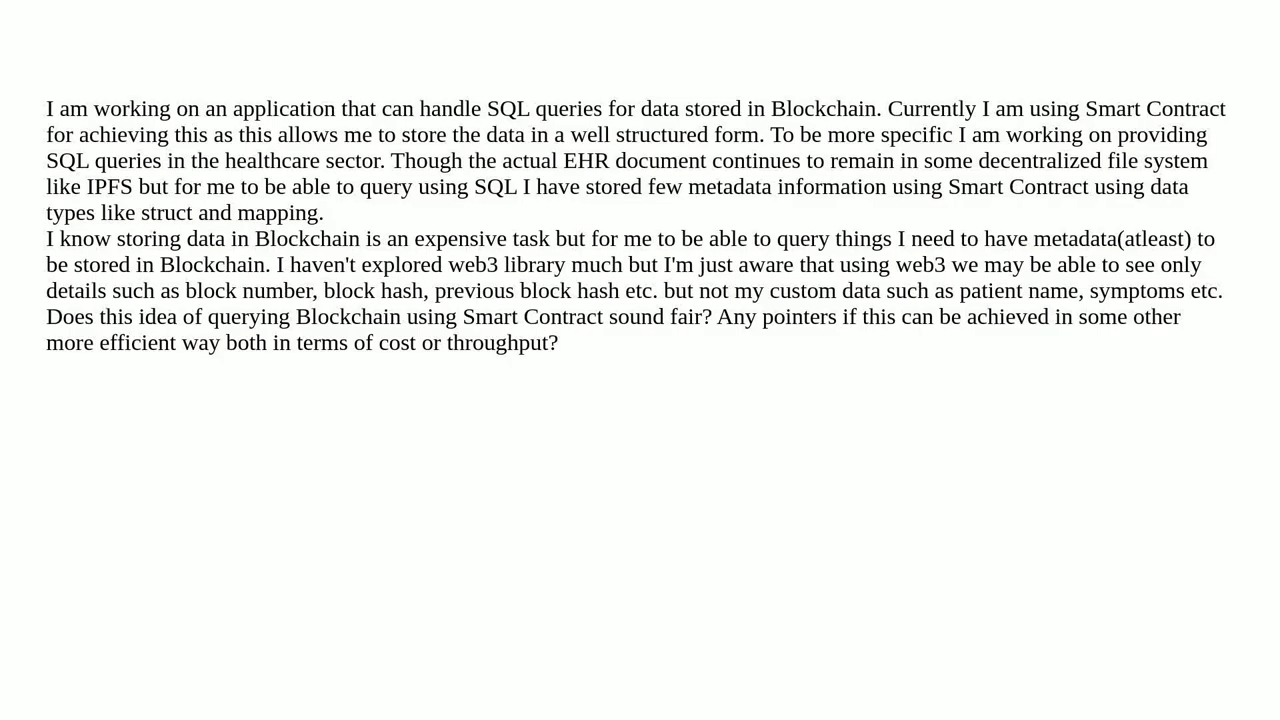 I am working on an application that can handle SQL queries for data stored in Blockchain. Currently I am using Smart Contract
for achieving this as this allows me to store the data in a well structured form. To be more specific I am working on providing
SQL queries in the healthcare sector. Though the actual EHR document continues to remain in some decentralized file system
like IPFS but for me to be able to query using SQL I have stored few metadata information using Smart Contract using data
types like struct and mapping.
I know storing data in Blockchain is an expensive task but for me to be able to query things I need to have metadata(atleast) to
be stored in Blockchain. I haven't explored web3 library much but I'm just aware that using web3 we may be able to see only
details such as block number, block hash, previous block hash etc. but not my custom data such as patient name, symptoms etc.
Does this idea of querying Blockchain using Smart Contract sound fair? Any pointers if this can be achieved in some other
more efficient way both in terms of cost or throughput?